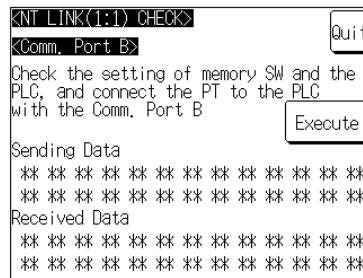 <NT LINK(1:1) CHECK>
Quit
<Comm. Port B>
Check the setting of memory SW and the
PLC, and connect the PT to the PLC
with the Comm. Port B
Execute
Sending Data
** ** ** ** ** ** ** ** ** ** ** ** **
** ** ** ** ** ** ** ** ** ** ** ** **
Received Data
** ** ** ** ** ** ** ** ** ** ** ** **
** ** ** ** ** ** ** ** ** ** ** ** **